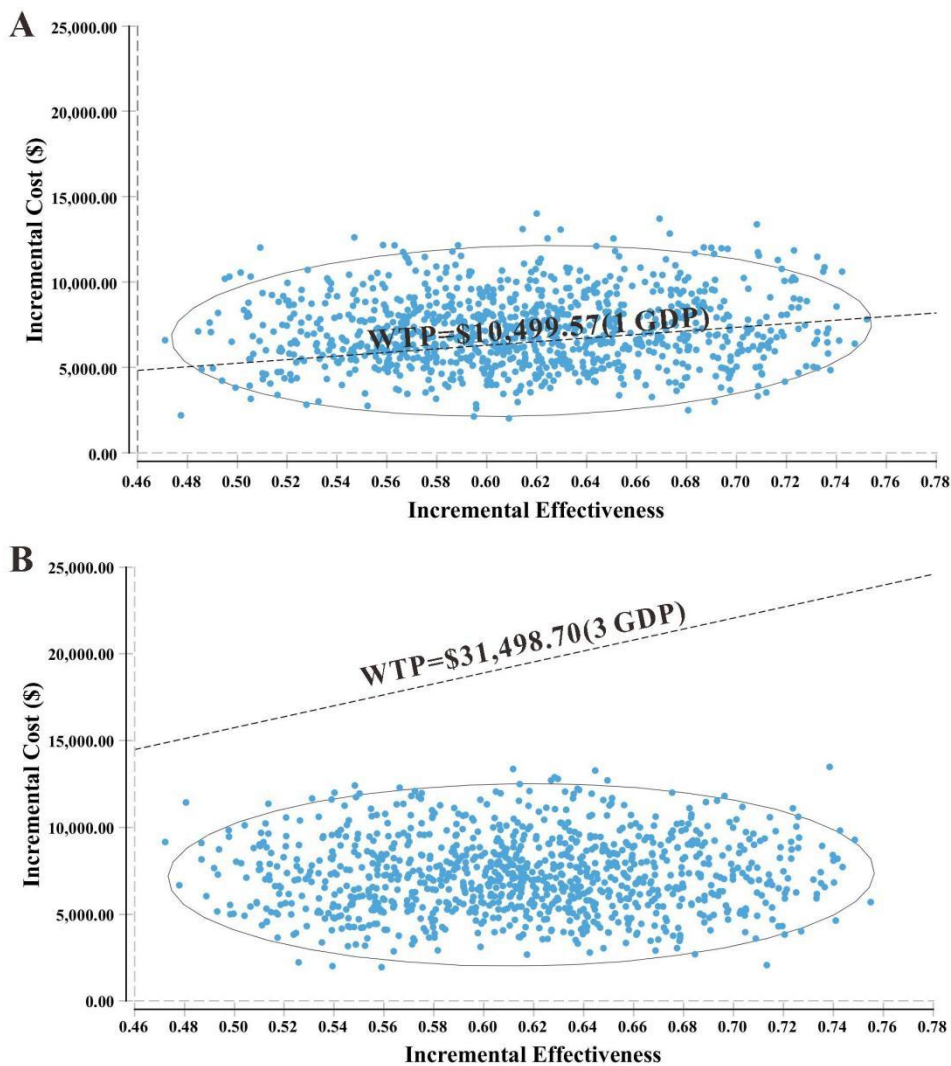 A
25,000.00
20,000.00
15,000.00
10,000.00
5,000.00
0.00
Incremental Cost ($)
WTP=$10,499.57(1 GDP)
0.46 0.48 0.50 0.52 0.54 0.56 0.58 0.60 0.62 0.64 0.66 0.68 0.70 0.72 0.74 0.76 0.78
Incremental Effectiveness
B
25,000.00
20,000.00
15,000.00
10,000.00
5,000.00
0.00
Incremental Cost ($)
WTP=$31,498.70(3 GDP)
0.46 0.48 0.50 0.52 0.54 0.56 0.58 0.60 0.62 0.64 0.66 0.68 0.70 0.72 0.74 0.76 0.78
Incremental Effectiveness